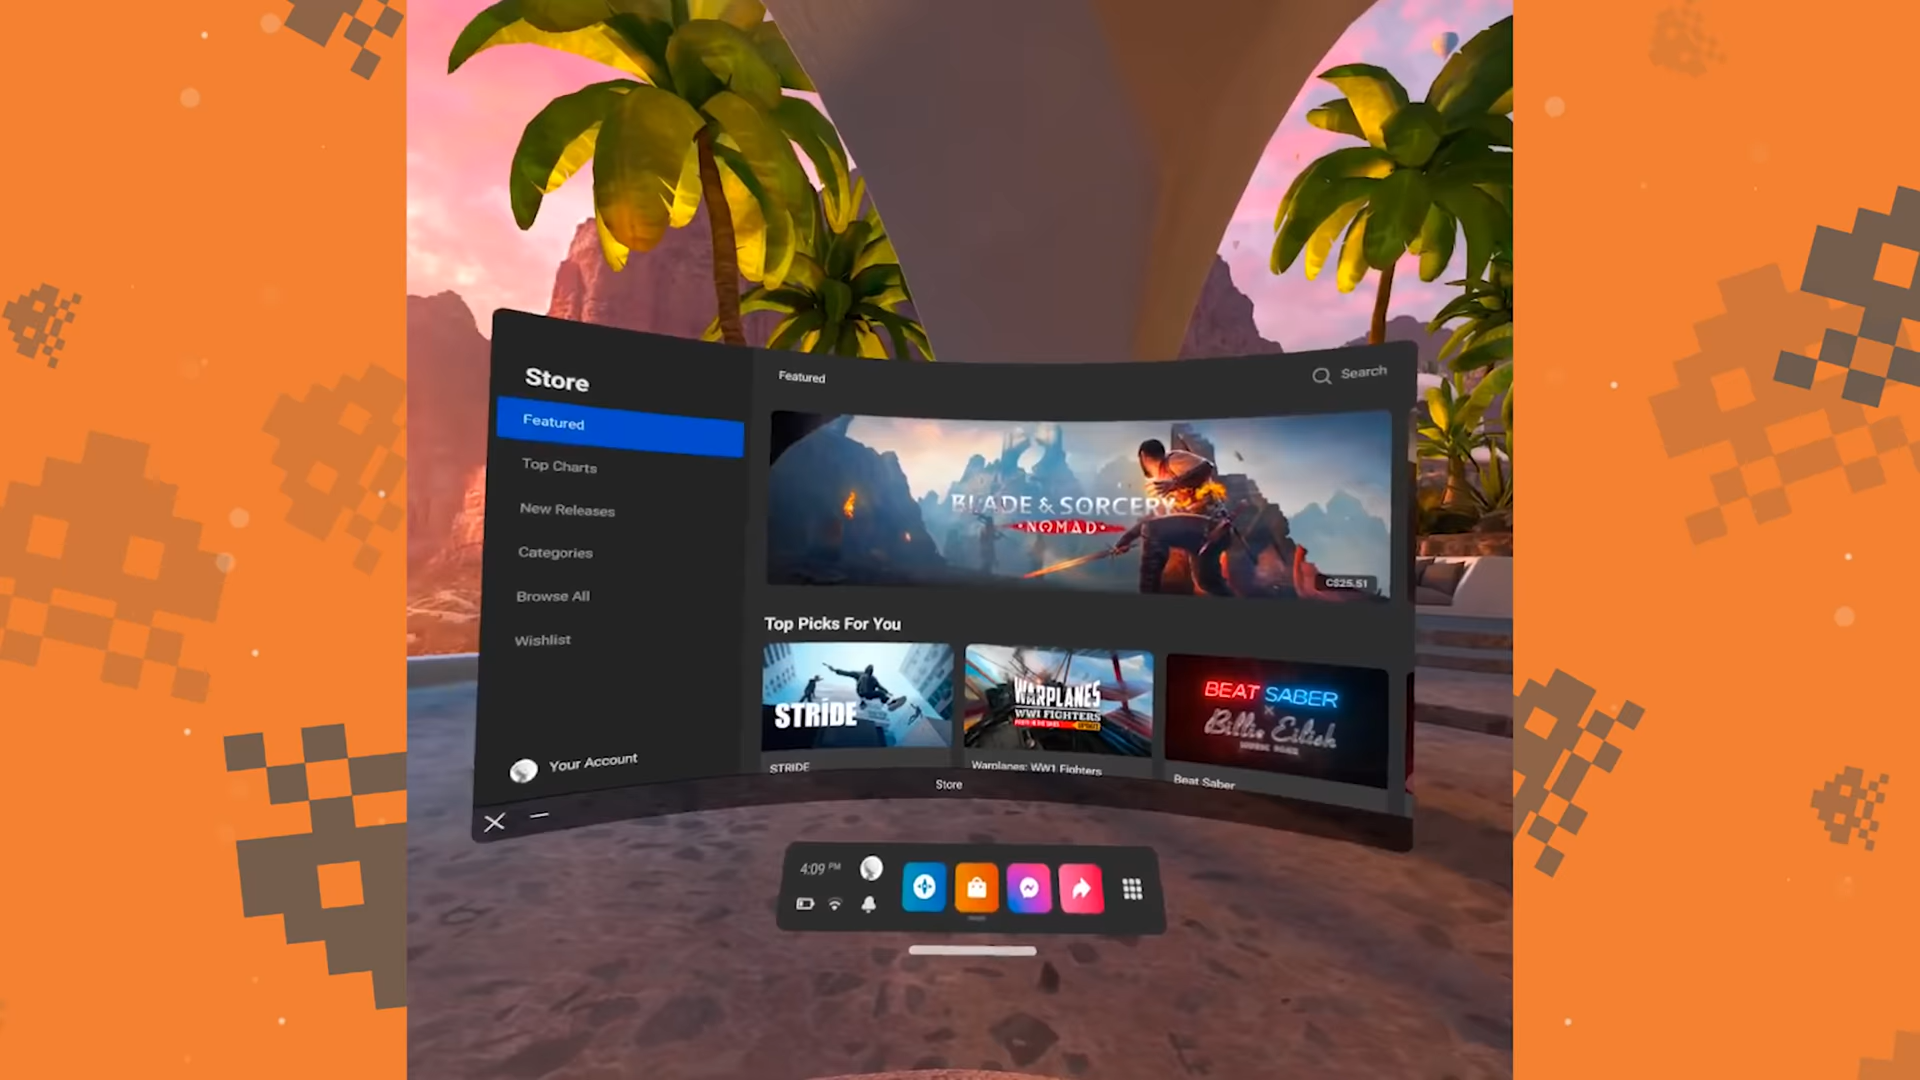 Store
Featured
Top Charts
New Releases
Categories
Browse All
Wishlist
Your Account
Featured
Search
BLADE & SORCERY
NOMAD
C$25.51
Top Picks For You
STRIDE
WARPLANES
WW1 FIGHTERS
BEAT SABER
X
Billie Eilish
MUSIC PACK
STRIDE
Warplanes: WW1 Fighters
Beat Saber
Store
4:09 PM